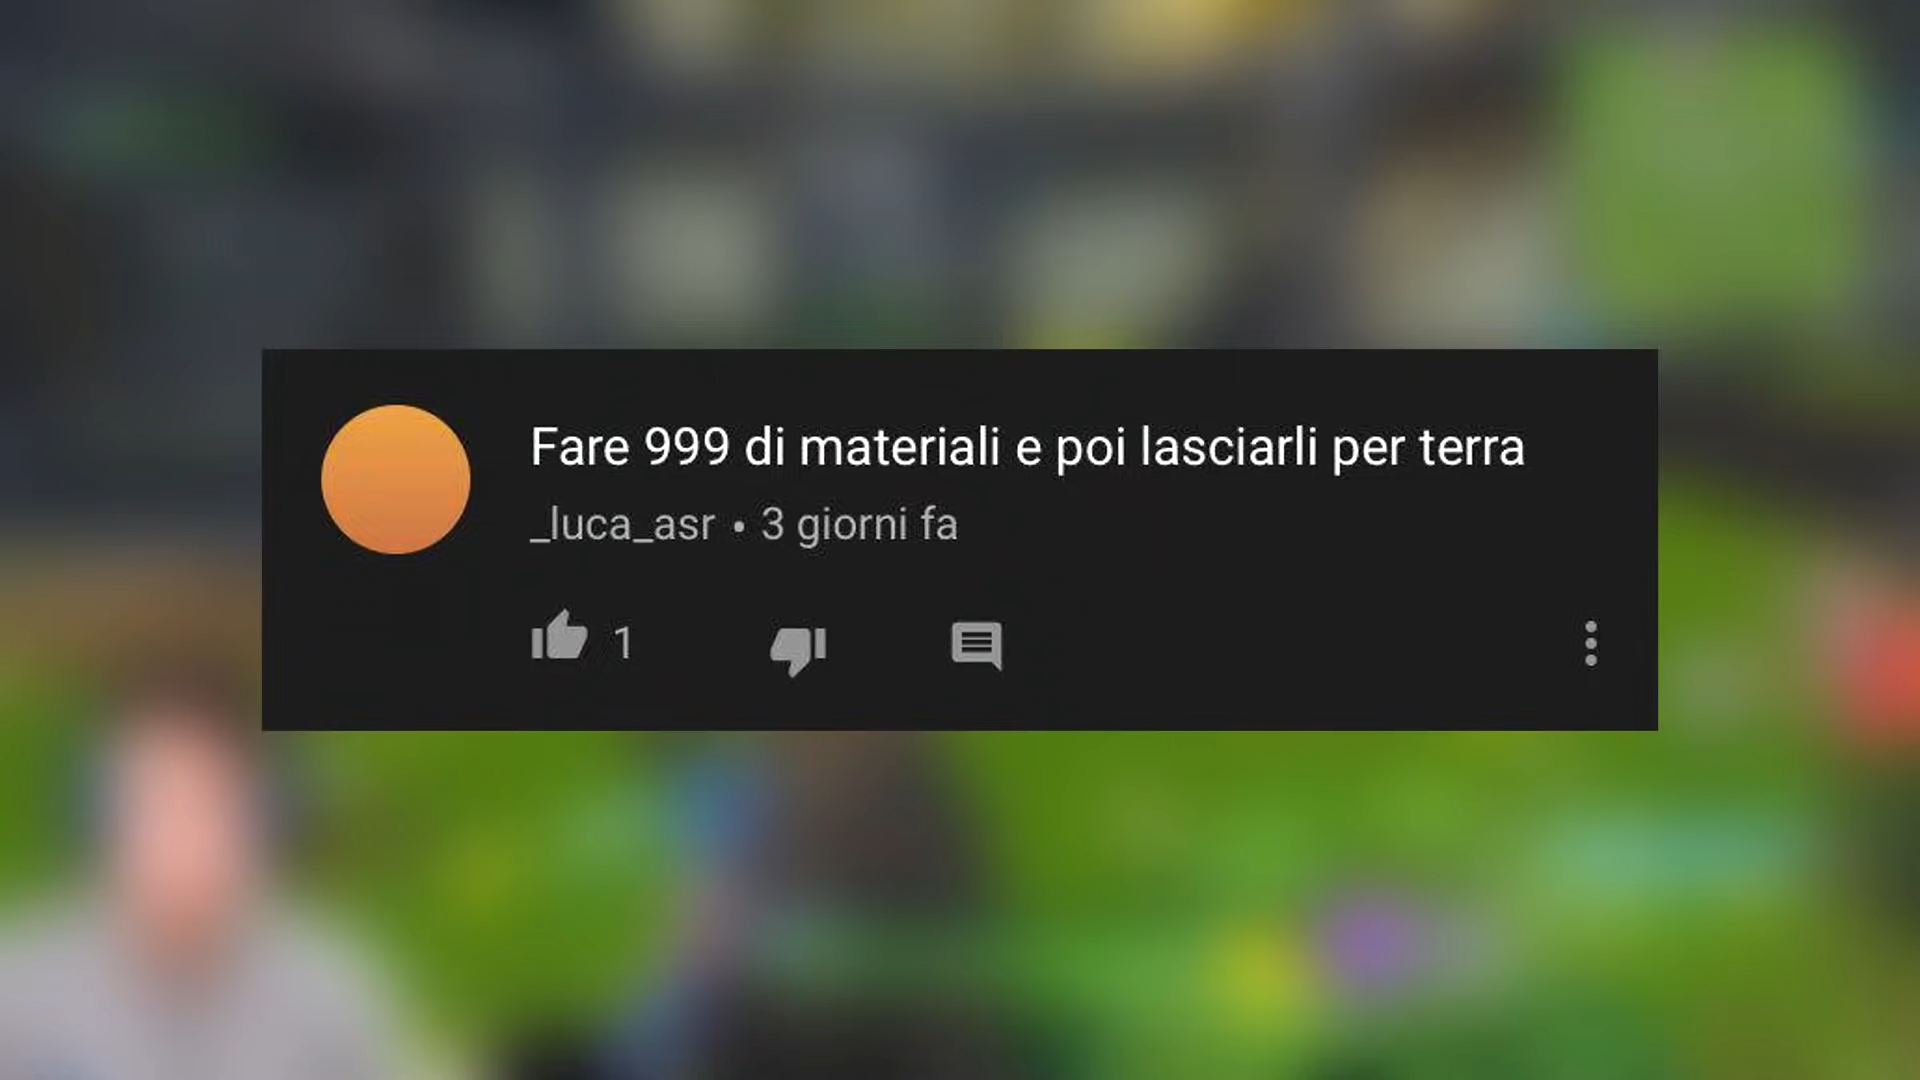 Fare 999 di materiali e poi lasciarli per terra
_luca_asr • 3 giorni fa
1